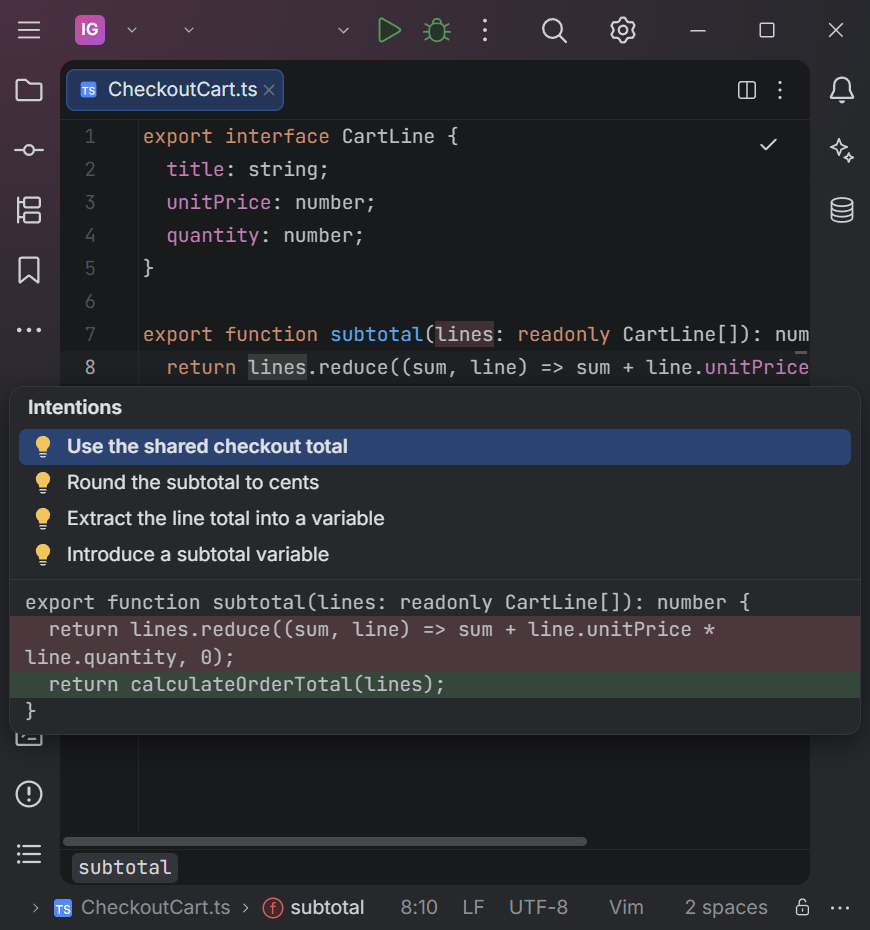 IG
TS CheckoutCart.ts
1 export interface CartLine {
2 title: string;
3 unitPrice: number;
4 quantity: number;
5 }
6
7 export function subtotal(lines: readonly CartLine[]): num
8 return lines.reduce((sum, line) => sum + line.unitPrice
Intentions
Use the shared checkout total
Round the subtotal to cents
Extract the line total into a variable
Introduce a subtotal variable
export function subtotal(lines: readonly CartLine[]): number {
return lines.reduce((sum, line) => sum + line.unitPrice *
line.quantity, 0);
return calculateOrderTotal(lines);
}
subtotal
TS CheckoutCart.ts f subtotal 8:10 LF UTF-8 Vim 2 spaces